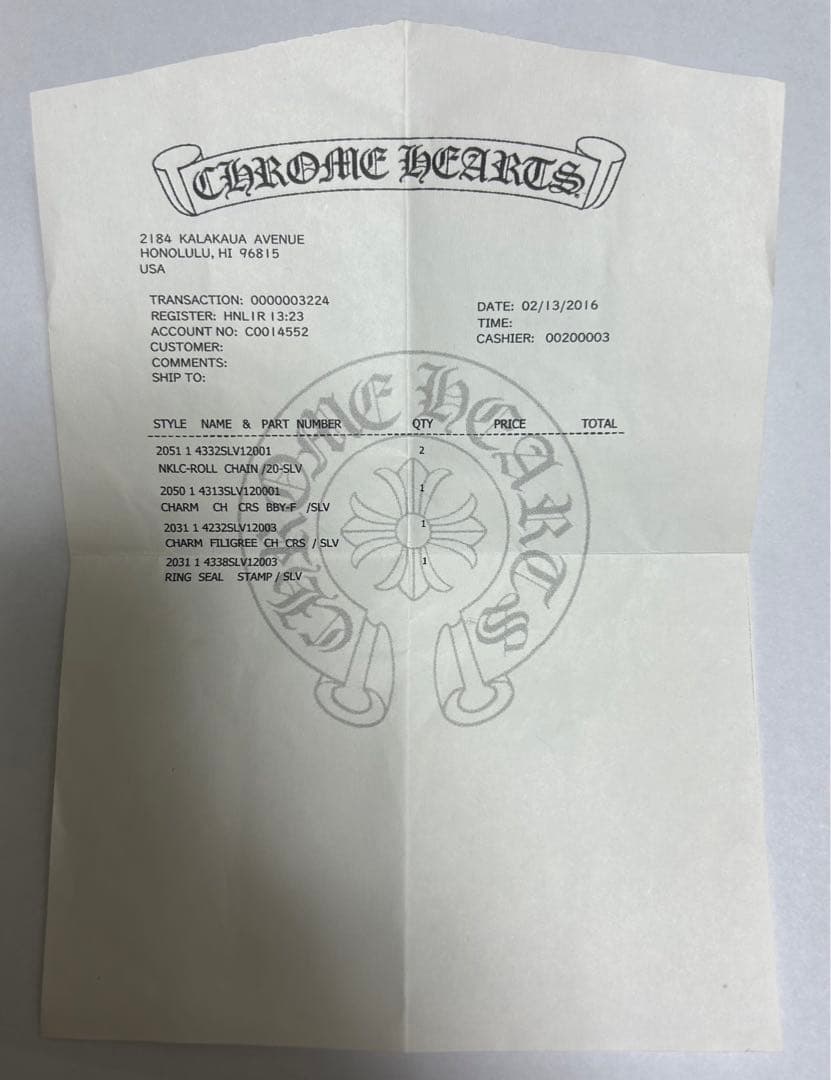 CHROME HEARTS
2184 KALAKAUA AVENUE
HONOLULU, HI 96815
USA
TRANSACTION: 0000003224
REGISTER: HNL1R 13:23
ACCOUNT NO: C0014552
CUSTOMER:
COMMENTS:
SHIP TO:
DATE: 02/13/2016
TIME:
CASHIER: 00200003
STYLE NAME & PART NUMBER QTY PRICE TOTAL
2051 1 4332SLV12001 2
NKLC-ROLL CHAIN /20-SLV
2050 1 4313SLV120001 1
CHARM CH CRS BBY-F /SLV
2031 1 4232SLV12003 1
CHARM FILIGREE CH CRS / SLV
2031 1 4338SLV12003 1
RING SEAL STAMP / SLV
CHROME HEARTS